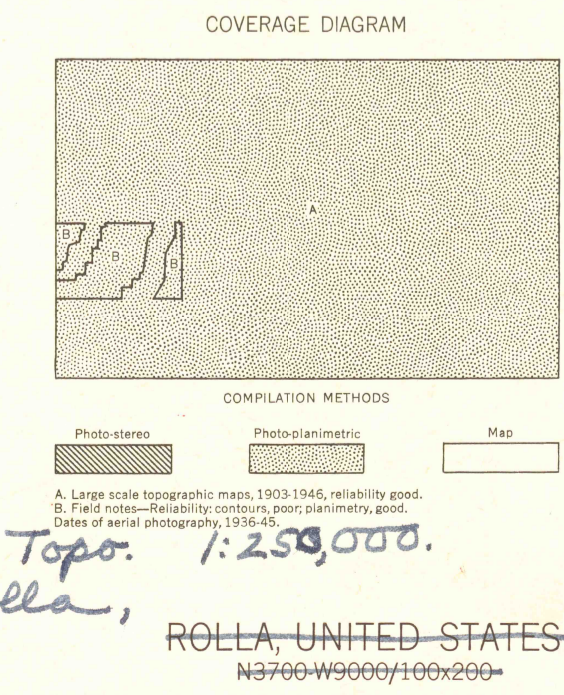 COVERAGE DIAGRAM
A
B
B
B
COMPILATION METHODS
Photo-stereo Photo-planimetric Map
A. Large scale topographic maps, 1903-1946, reliability good.
B. Field notes—Reliability: contours, poor; planimetry, good.
Dates of aerial photography, 1936-45.
Topo. 1:250,000.
lla,
ROLLA, UNITED STATES
N3700-W9000/100x200